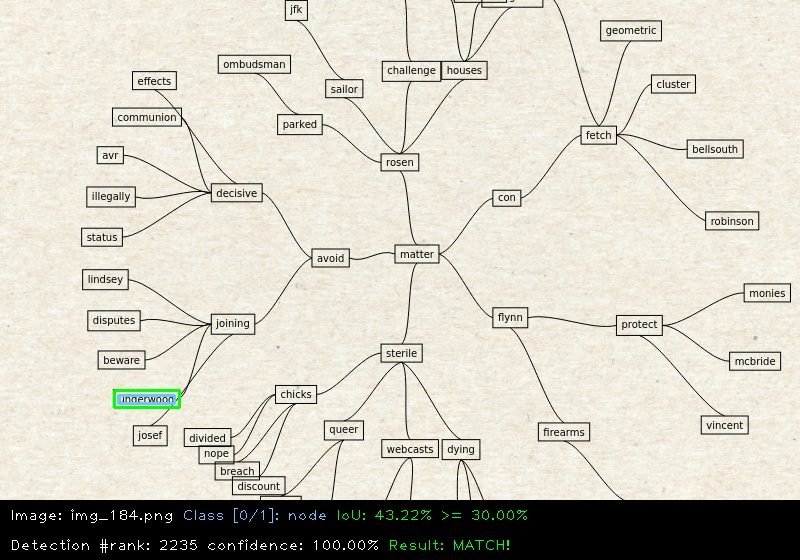 jfk
geometric
ombudsman
challenge
houses
effects
sailor
cluster
communion
parked
fetch
avr
rosen
bellsouth
illegally
decisive
con
robinson
status
avoid
matter
lindsey
monies
disputes
joining
flynn
protect
beware
sterile
mcbride
underwood
chicks
josef
divided
queer
firearms
vincent
nope
webcasts
dying
breach
discount
Image: img_184.png Class [0/1]: node IoU: 43.22% >= 30.00%
Detection #rank: 2235 confidence: 100.00% Result: MATCH!